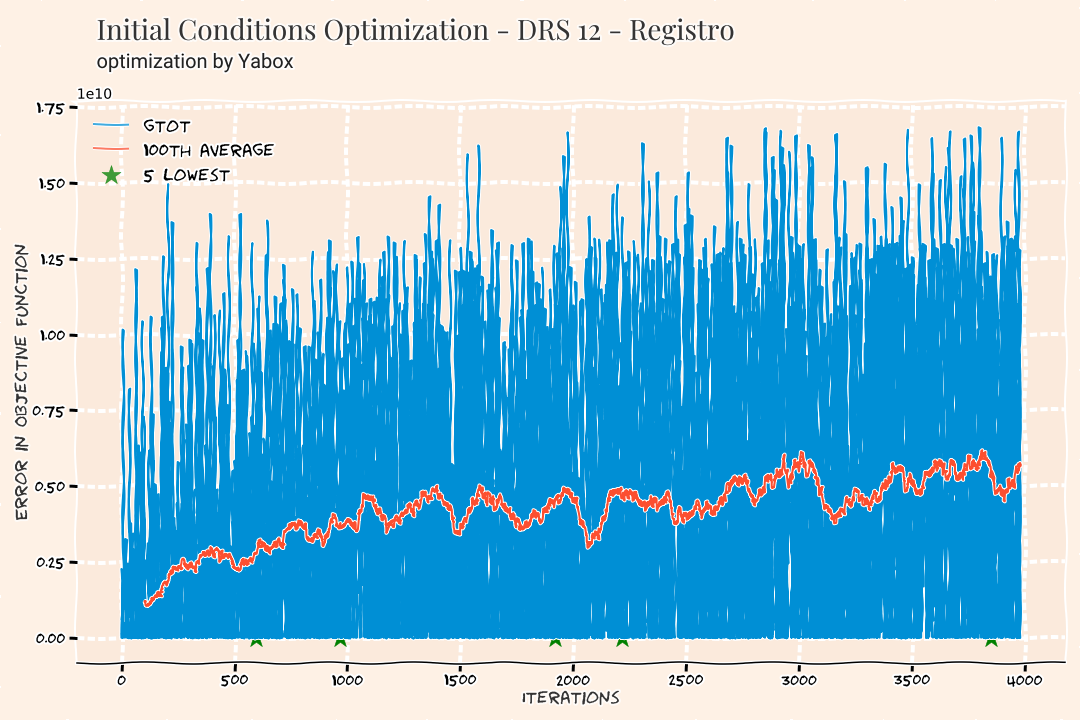 Initial Conditions Optimization - DRS 12 - Registro
optimization by Yabox
1e10
1.75
GTOT
100TH AVERAGE
5 LOWEST
1.50
1.25
1.00
0.75
0.50
0.25
0.00
ERROR IN OBJECTIVE FUNCTION
0 500 1000 1500 2000 2500 3000 3500 4000
ITERATIONS